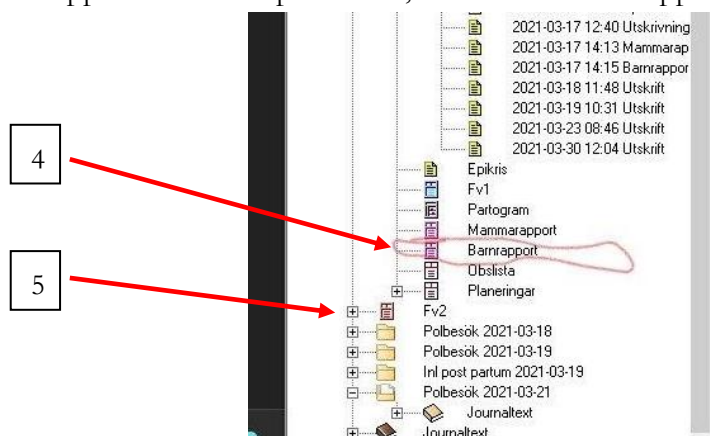 2021-03-17 12:40 Utskrivning
2021-03-17 14:13 Mammarap
2021-03-17 14:15 Barnrappor
2021-03-18 11:48 Utskrift
2021-03-19 10:31 Utskrift
2021-03-23 08:46 Utskrift
2021-03-30 12:04 Utskrift
4
Epikris
Fv1
Partogram
Mammarapport
Barnrapport
Obslista
5
Planeringar
Fv2
Polbesök 2021-03-18
Polbesök 2021-03-19
Inl post partum 2021-03-19
Polbesök 2021-03-21
Journaltext
Journaltext